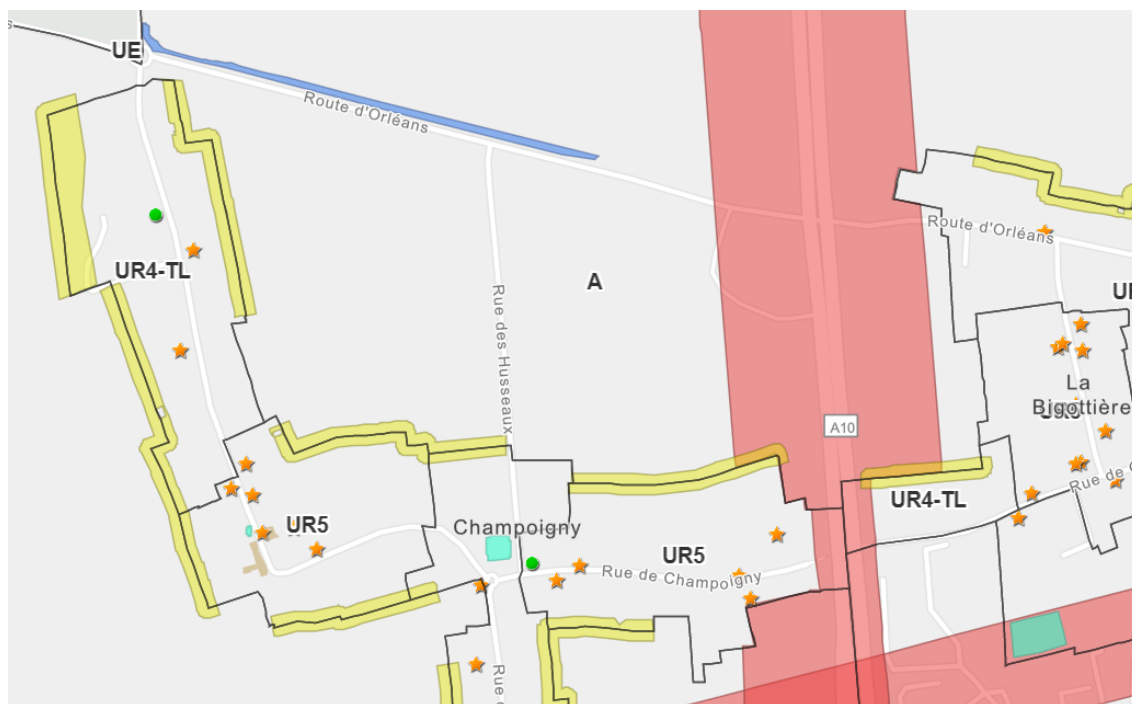 UE
Route d'Orléans
UR4-TL
A
Route d'Orléans
Rue des Husseaux
La
Bigottière
A10
UR4-TL
Rue de
UR5
Champoigny
UR5
Rue de Champoigny